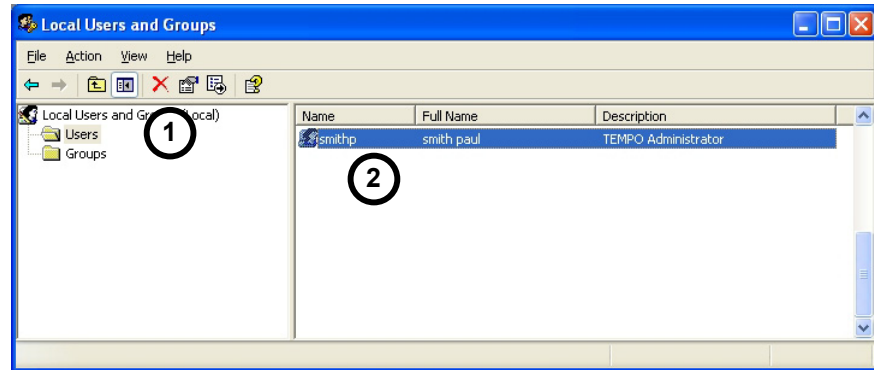 Local Users and Groups
File Action View Help
Local Users and Gr ocal)
1
Users
Groups
Name Full Name Description
smithp smith paul TEMPO Administrator
2